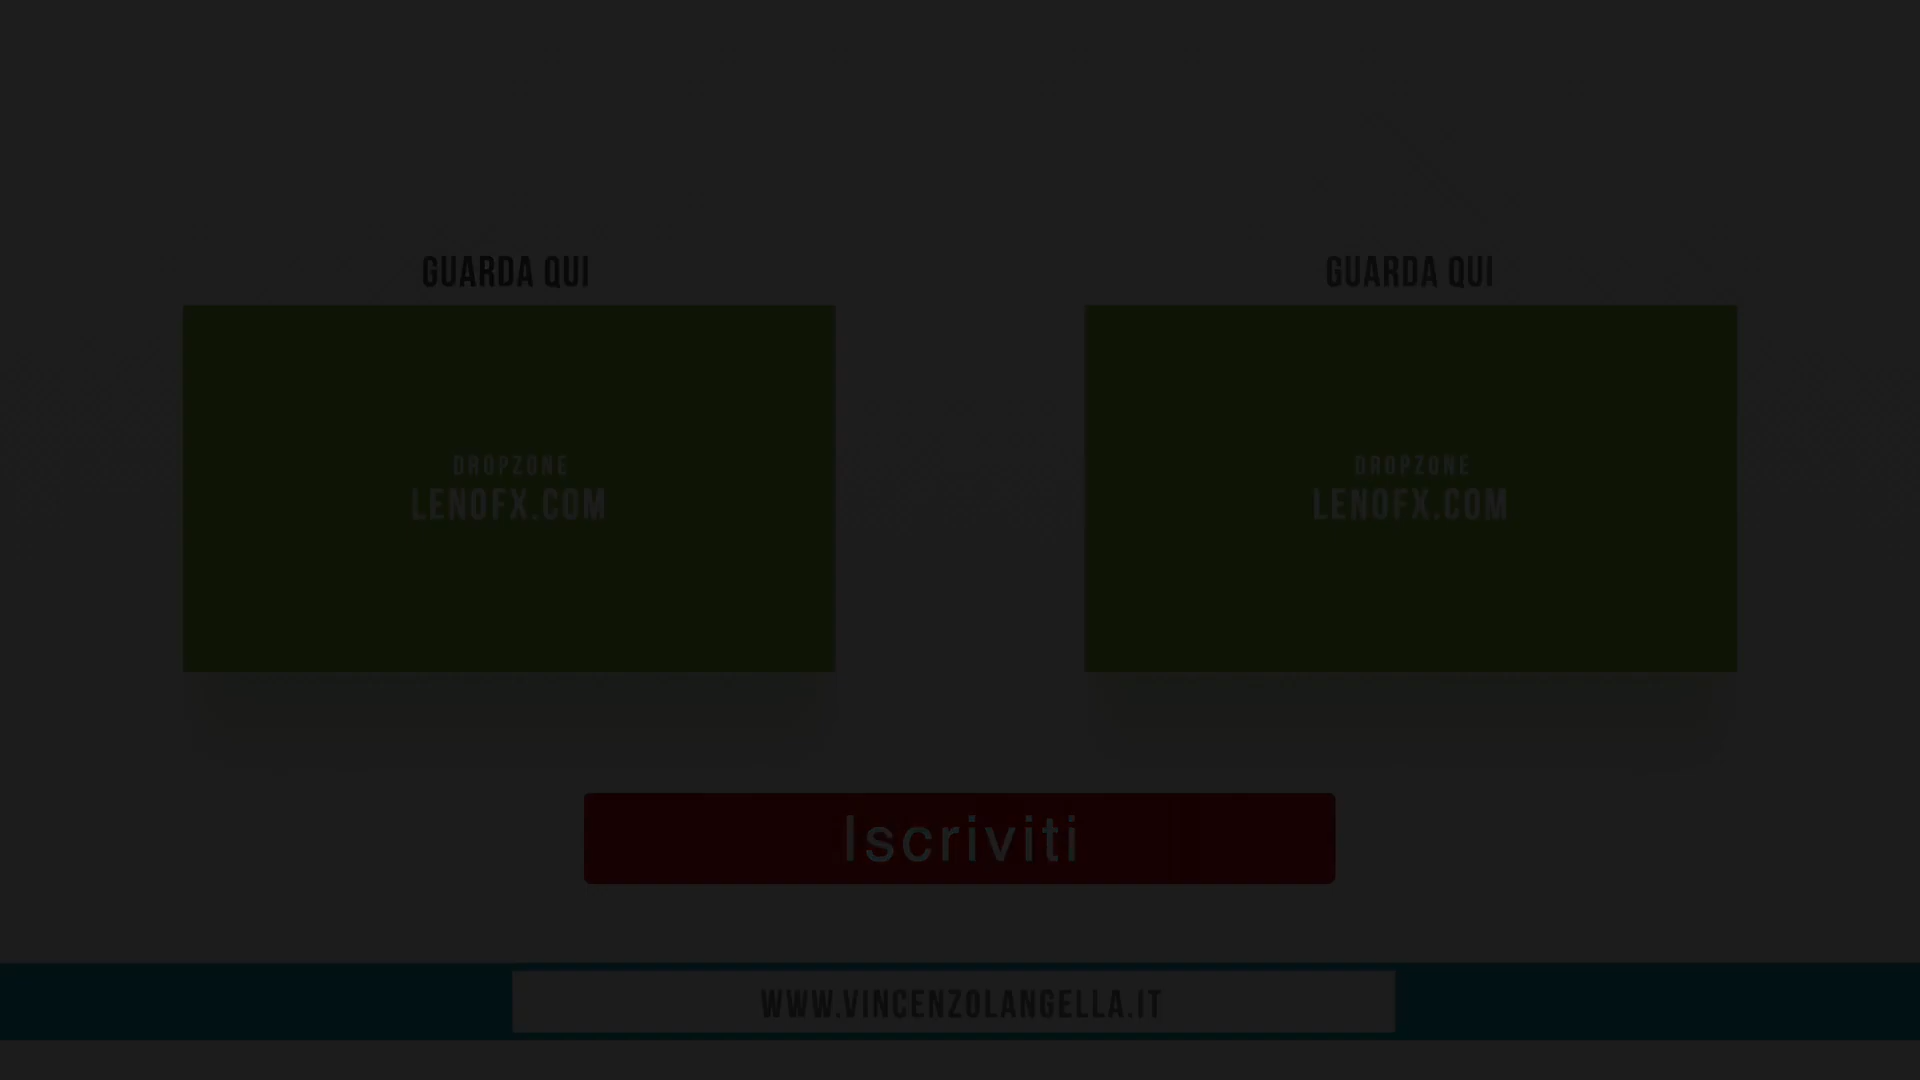 GUARDA QUI
GUARDA QUI
DROPZONE
LENOFX.COM
DROPZONE
LENOFX.COM
Iscriviti
WWW.VINCENZOLANGELLA.IT